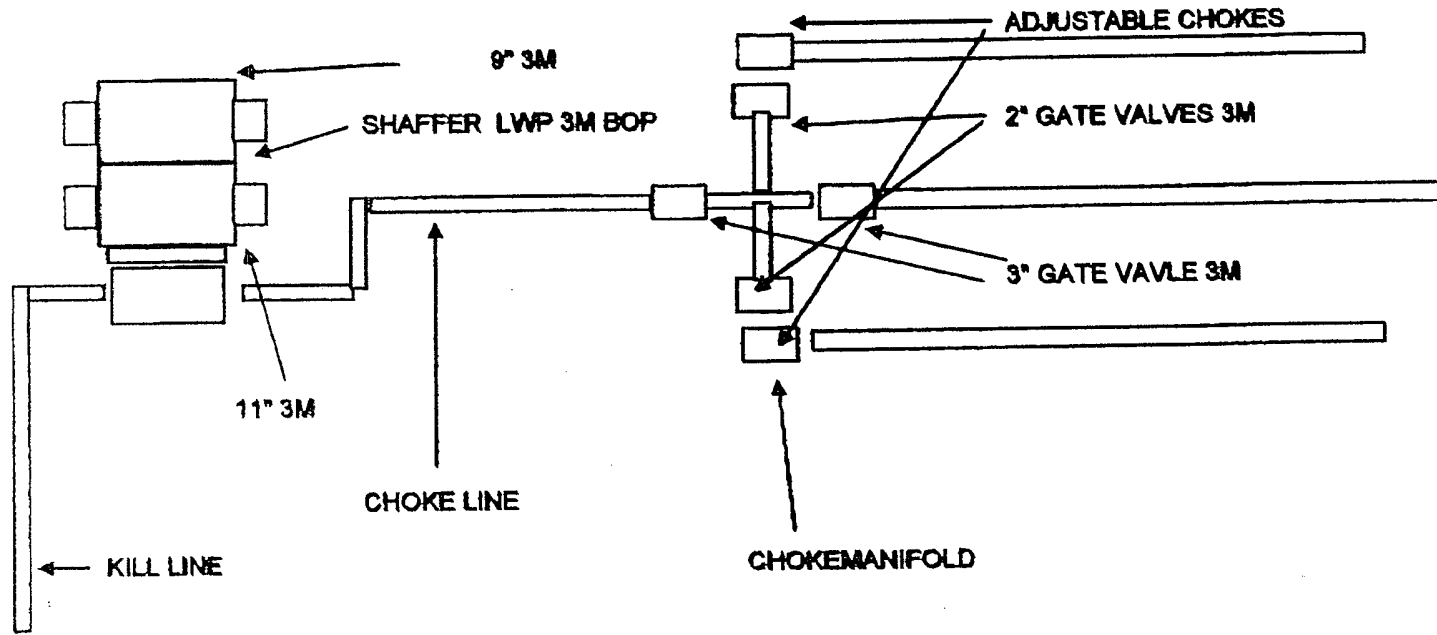 ADJUSTABLE CHOKES
9" 3M
SHAFFER LWP 3M BOP
2" GATE VALVES 3M
3" GATE VAVLE 3M
11" 3M
CHOKE LINE
CHOKEMANIFOLD
KILL LINE